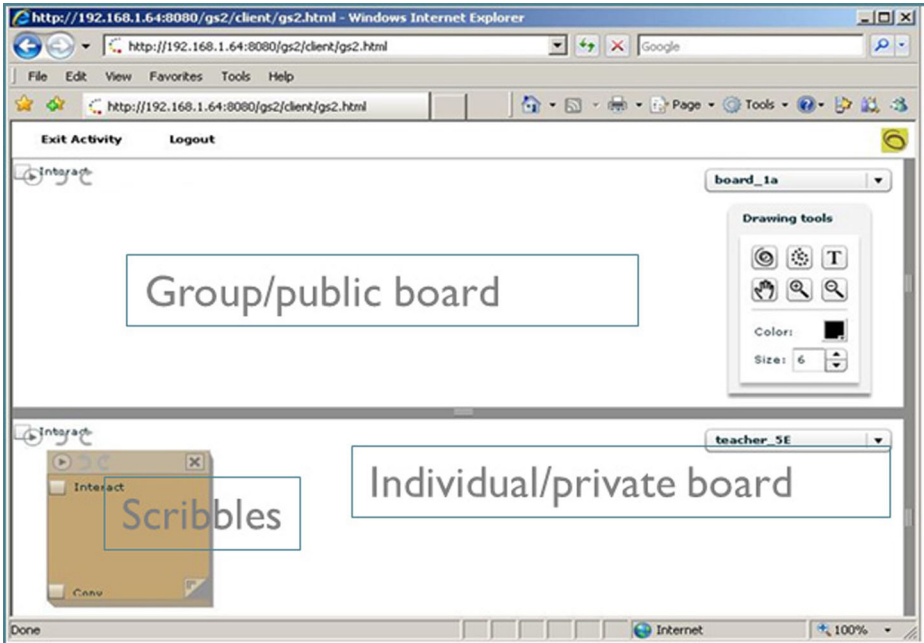 http://192.168.1.64:8080/gs2/client/gs2.html - Windows Internet Explorer
http://192.168.1.64:8080/gs2/client/gs2.html
Google
File Edit View Favorites Tools Help
http://192.168.1.64:8080/gs2/client/gs2.html
Page Tools
Exit Activity Logout
Interact
board_1a
Drawing tools
T
Group/public board
Color:
Size: 6
Interact
teacher_5E
Individual/private board
Interact
Scribbles
Copy
Done Internet 100%